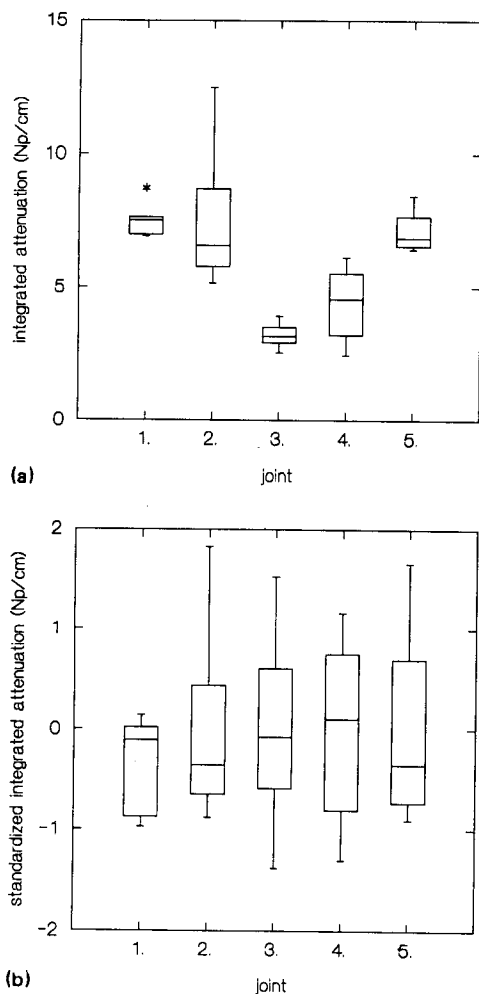 15
10
5
0
integrated attenuation (Np/cm)
*
1. 2. 3. 4. 5.
(a)
joint
2
1
0
-1
-2
standardized integrated attenuation (Np/cm)
1. 2. 3. 4. 5.
(b)
joint